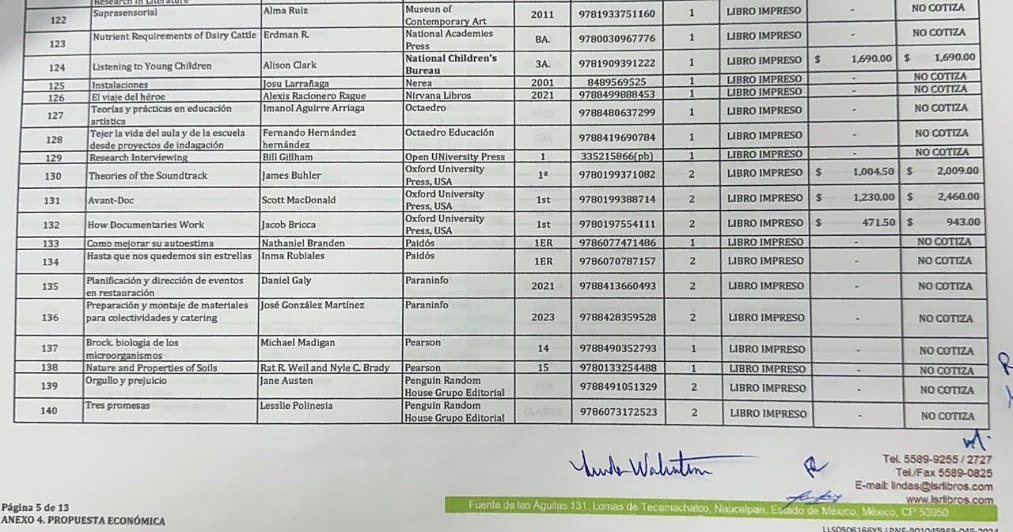 Research in Literature
122 Suprasensorial Alma Ruiz Museun of Contemporary Art 2011 9781933751160 1 LIBRO IMPRESO - NO COTIZA
123 Nutrient Requirements of Dairy Cattle Erdman R. National Academies Press 8A. 9780030967776 1 LIBRO IMPRESO - NO COTIZA
124 Listening to Young Children Alison Clark National Children's Bureau 3A. 9781909391222 1 LIBRO IMPRESO $ 1,690.00 $ 1,690.00
125 Instalaciones Josu Larrañaga Nerea 2001 8489569525 1 LIBRO IMPRESO - NO COTIZA
126 El viaje del héroe Alexis Racionero Rague Nirvana Libros 2021 9788499888453 1 LIBRO IMPRESO - NO COTIZA
127 Teorías y prácticas en educación artística Imanol Aguirre Arriaga Octaedro 9788480637299 1 LIBRO IMPRESO - NO COTIZA
128 Tejer la vida del aula y de la escuela desde proyectos de indagación Fernando Hernández hernández Octaedro Educación 9788419690784 1 LIBRO IMPRESO - NO COTIZA
129 Research Interviewing Bill Gillham Open UNiversity Press 1 335215866(pb) 1 LIBRO IMPRESO - NO COTIZA
130 Theories of the Soundtrack James Buhler Oxford University Press, USA 1ª 9780199371082 2 LIBRO IMPRESO $ 1,004.50 $ 2,009.00
131 Avant-Doc Scott MacDonald Oxford University Press, USA 1st 9780199388714 2 LIBRO IMPRESO $ 1,230.00 $ 2,460.00
132 How Documentaries Work Jacob Bricca Oxford University Press, USA 1st 9780197554111 2 LIBRO IMPRESO $ 471.50 $ 943.00
133 Como mejorar su autoestima Nathaniel Branden Paidós 1ER 9786077471486 1 LIBRO IMPRESO - NO COTIZA
134 Hasta que nos quedemos sin estrellas Inma Rubiales Paidós 1ER 9786070787157 2 LIBRO IMPRESO - NO COTIZA
135 Planificación y dirección de eventos en restauración Daniel Galy Paraninfo 2021 9788413660493 2 LIBRO IMPRESO - NO COTIZA
136 Preparación y montaje de materiales para colectividades y catering José González Martínez Paraninfo 2023 9788428359528 2 LIBRO IMPRESO - NO COTIZA
137 Brock. biologia de los microorganismos Michael Madigan Pearson 14 9788490352793 1 LIBRO IMPRESO - NO COTIZA
138 Nature and Properties of Soils Rat R. Weil and Nyle C. Brady Pearson 15 9780133254488 1 LIBRO IMPRESO - NO COTIZA
139 Orgullo y prejuicio Jane Austen Penguin Random House Grupo Editorial 9788491051329 2 LIBRO IMPRESO - NO COTIZA
140 Tres promesas Lesslie Polinesia Penguin Random House Grupo Editorial 9786073172523 2 LIBRO IMPRESO - NO COTIZA
Tel. 5589-9255 / 2727
Tel./Fax 5589-0825
E-mail: lindas@lsrlibros.com
www.lsrlibros.com
Fuente de las Águilas 131, Lomas de Tecamachalco, Naucalpan, Estado de México, México, CP 53950
Página 5 de 13
ANEXO 4. PROPUESTA ECONÓMICA